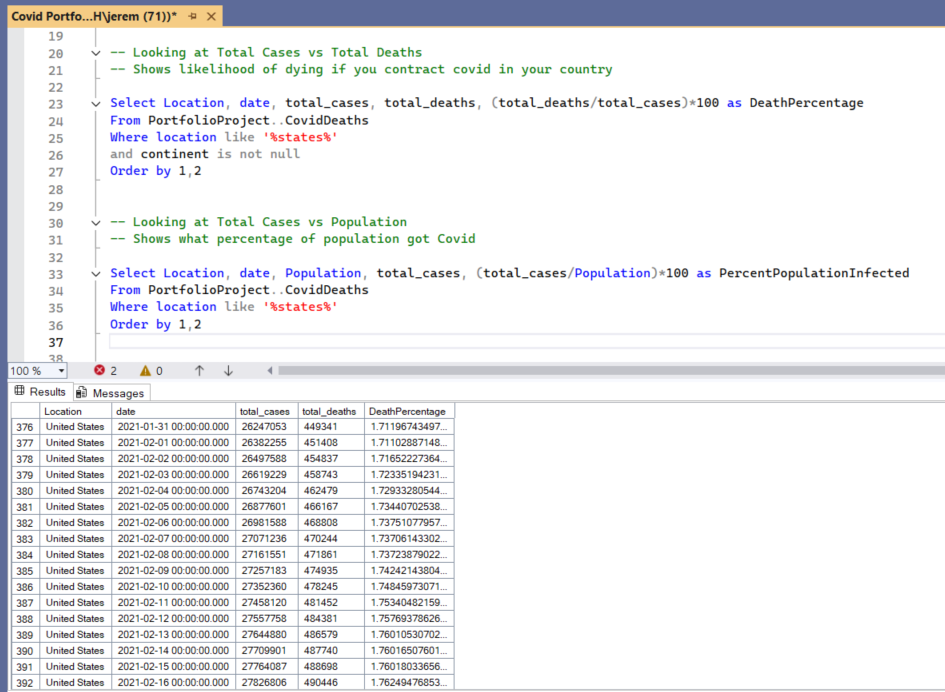 Covid Portfo...H\jerem (71))*
19
20 -- Looking at Total Cases vs Total Deaths
21 -- Shows likelihood of dying if you contract covid in your country
22
23 Select Location, date, total_cases, total_deaths, (total_deaths/total_cases)*100 as DeathPercentage
24 From PortfolioProject..CovidDeaths
25 Where location like '%states%'
26 and continent is not null
27 Order by 1,2
28
29
30 -- Looking at Total Cases vs Population
31 -- Shows what percentage of population got Covid
32
33 Select Location, date, Population, total_cases, (total_cases/Population)*100 as PercentPopulationInfected
34 From PortfolioProject..CovidDeaths
35 Where location like '%states%'
36 Order by 1,2
37
38
100 % 2 0
Results Messages
Location date total_cases total_deaths DeathPercentage
376 United States 2021-01-31 00:00:00.000 26247053 449341 1.71196743497...
377 United States 2021-02-01 00:00:00.000 26382255 451408 1.71102887148...
378 United States 2021-02-02 00:00:00.000 26497588 454837 1.71652227364...
379 United States 2021-02-03 00:00:00.000 26619229 458743 1.72335194231...
380 United States 2021-02-04 00:00:00.000 26743204 462479 1.72933280544...
381 United States 2021-02-05 00:00:00.000 26877601 466167 1.73440702538...
382 United States 2021-02-06 00:00:00.000 26981588 468808 1.73751077957...
383 United States 2021-02-07 00:00:00.000 27071236 470244 1.73706143302...
384 United States 2021-02-08 00:00:00.000 27161551 471861 1.73723879022...
385 United States 2021-02-09 00:00:00.000 27257183 474935 1.74242143804...
386 United States 2021-02-10 00:00:00.000 27352360 478245 1.74845973071...
387 United States 2021-02-11 00:00:00.000 27458120 481452 1.75340482159...
388 United States 2021-02-12 00:00:00.000 27557758 484381 1.75769378626...
389 United States 2021-02-13 00:00:00.000 27644880 486579 1.76010530702...
390 United States 2021-02-14 00:00:00.000 27709901 487740 1.76016507601...
391 United States 2021-02-15 00:00:00.000 27764087 488698 1.76018033656...
392 United States 2021-02-16 00:00:00.000 27826806 490446 1.76249476853...